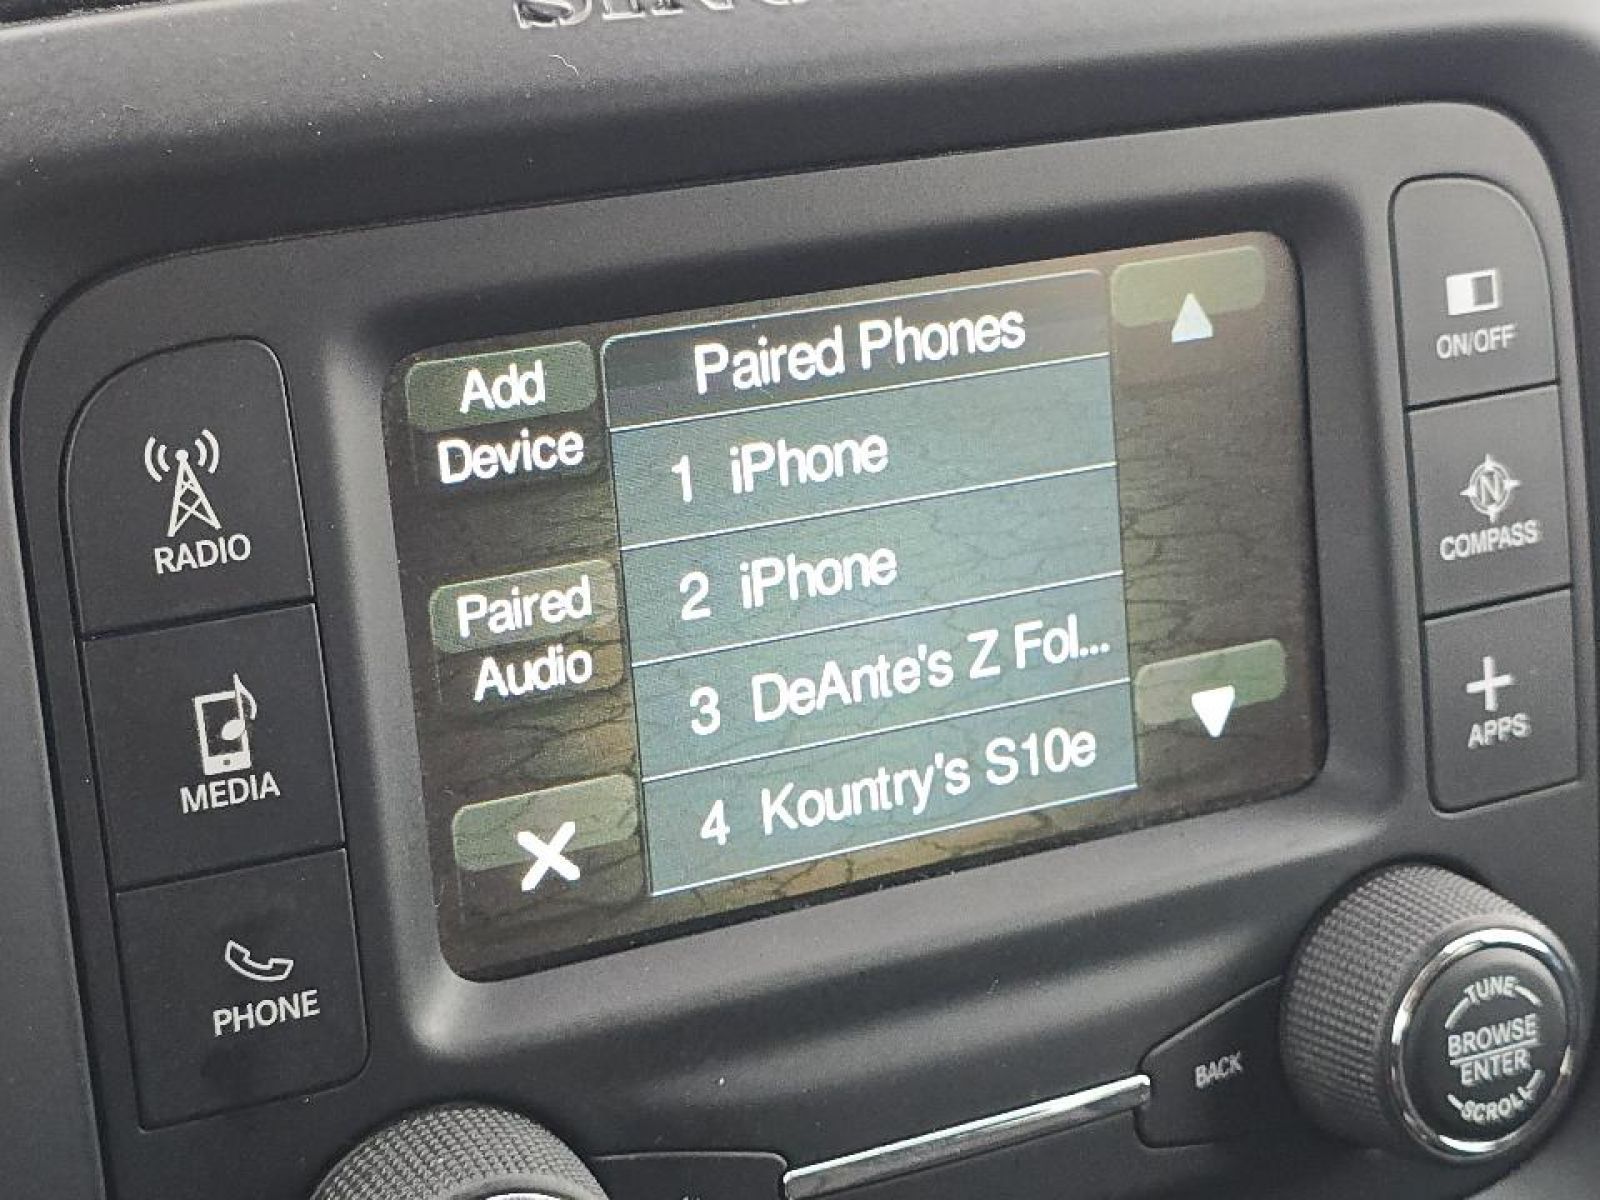 Paired Phones
Add
Device
1 iPhone
2 iPhone
Paired
Audio
3 DeAnte's Z Fol...
4 Kountry's S10e
RADIO
MEDIA
PHONE
ON/OFF
N
COMPASS
APPS
BACK
TUNE
BROWSE
ENTER
SCROLL